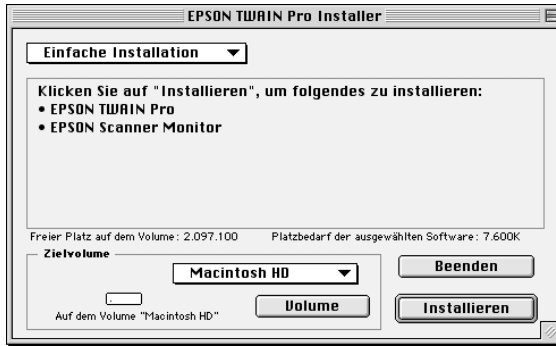 EPSON TWAIN Pro Installer
Einfache Installation
Klicken Sie auf "Installieren", um folgendes zu installieren:
• EPSON TWAIN Pro
• EPSON Scanner Monitor
Freier Platz auf dem Volume: 2.097.100 Platzbedarf der ausgewählten Software: 7.600K
Zielvolume
Macintosh HD
Beenden
Auf dem Volume "Macintosh HD"
Volume
Installieren